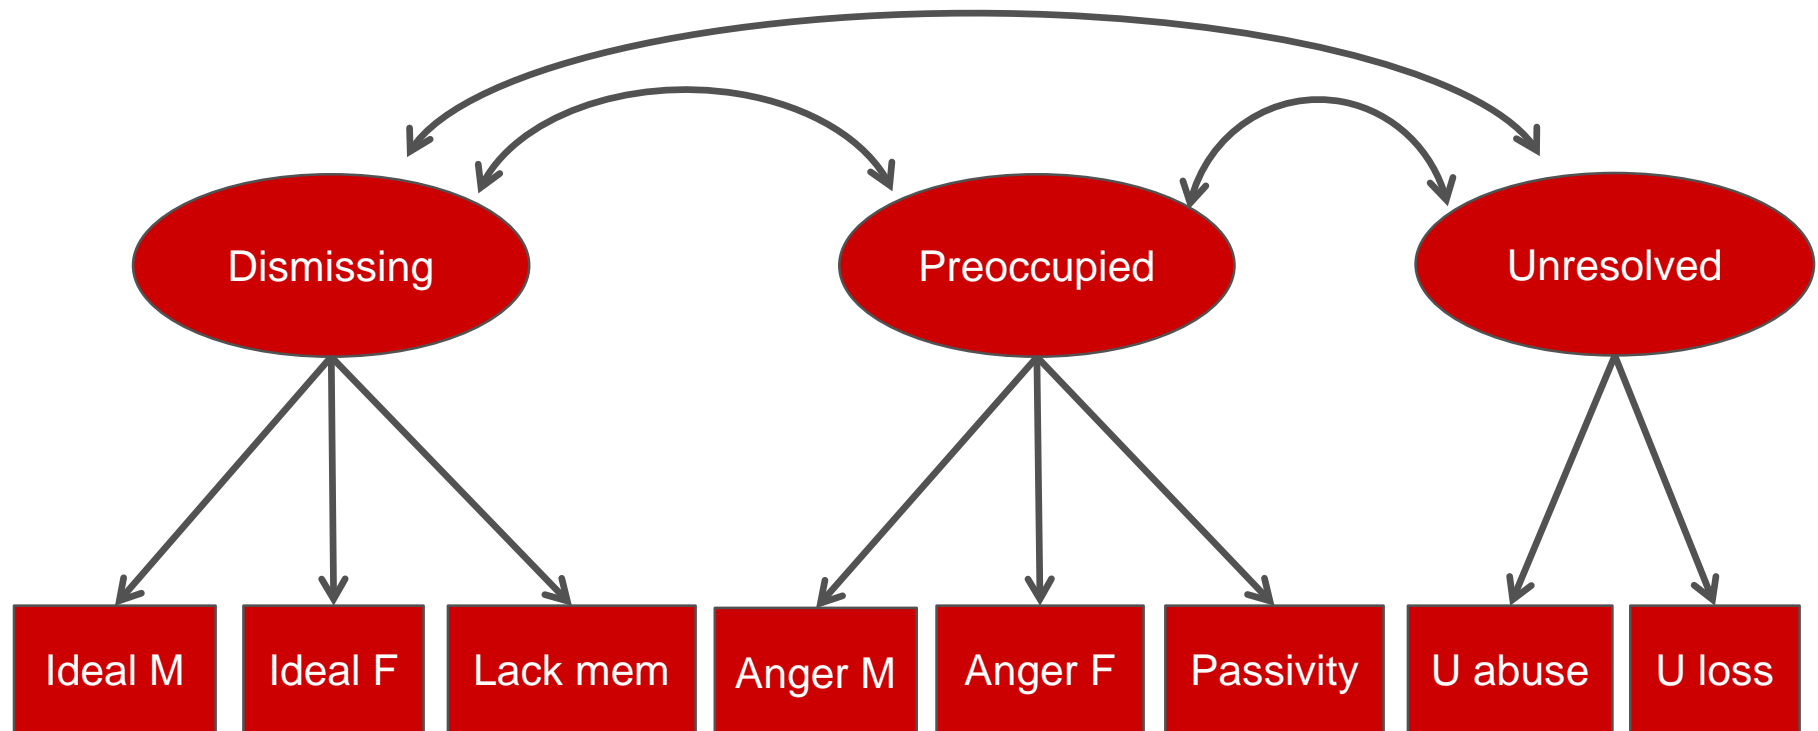 Dismissing
Preoccupied
Unresolved
Ideal M
Ideal F
Lack mem
Anger M
Anger F
Passivity
U abuse
U loss